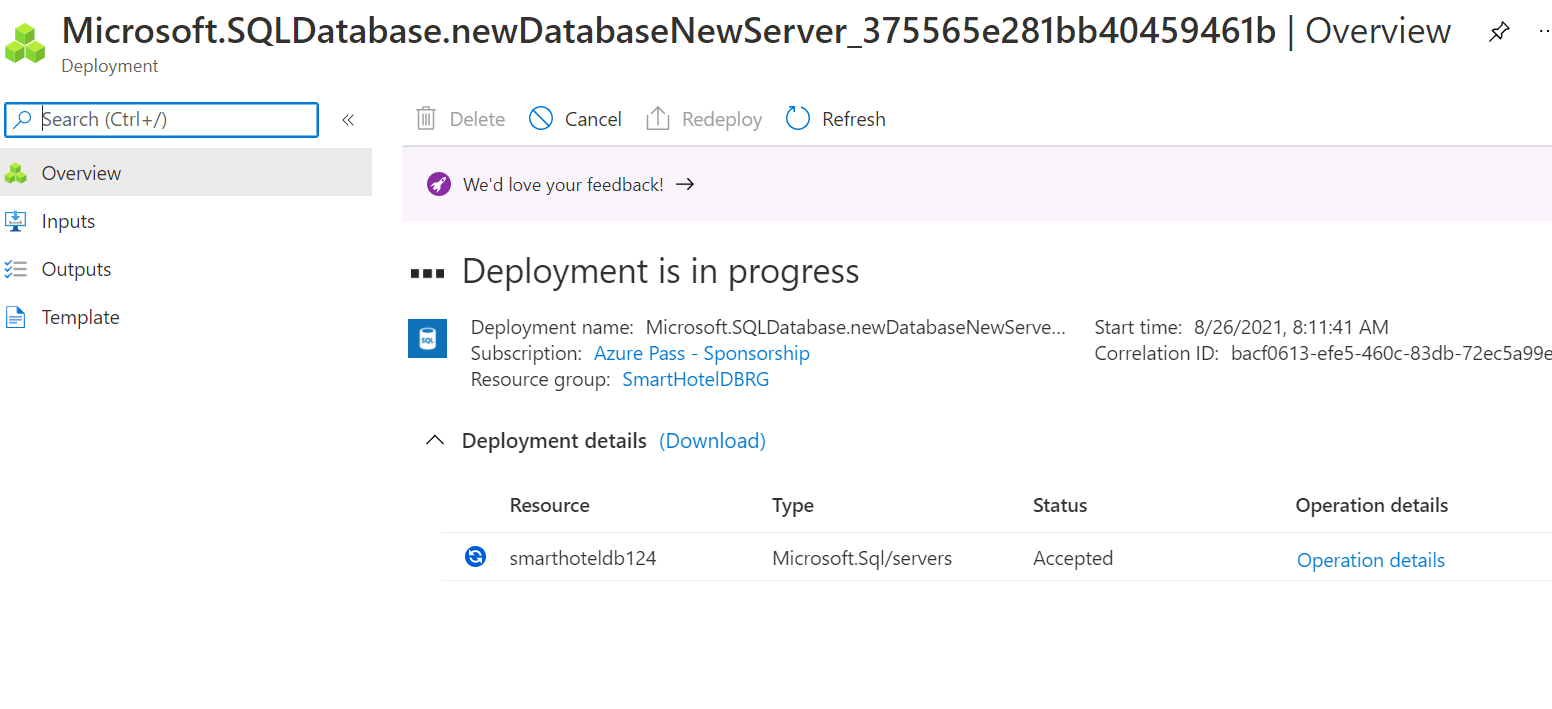 Microsoft.SQLDatabase.newDatabaseNewServer_375565e281bb40459461b | Overview
Deployment
Search (Ctrl+/)
Overview
Inputs
Outputs
Template
Delete Cancel Redeploy Refresh
We'd love your feedback!
Deployment is in progress
Deployment name: Microsoft.SQLDatabase.newDatabaseNewServe... Start time: 8/26/2021, 8:11:41 AM
Subscription: Azure Pass - Sponsorship Correlation ID: bacf0613-efe5-460c-83db-72ec5a99e
Resource group: SmartHotelDBRG
SQL
Deployment details (Download)
Resource Type Status Operation details
smarthoteldb124 Microsoft.Sql/servers Accepted Operation details